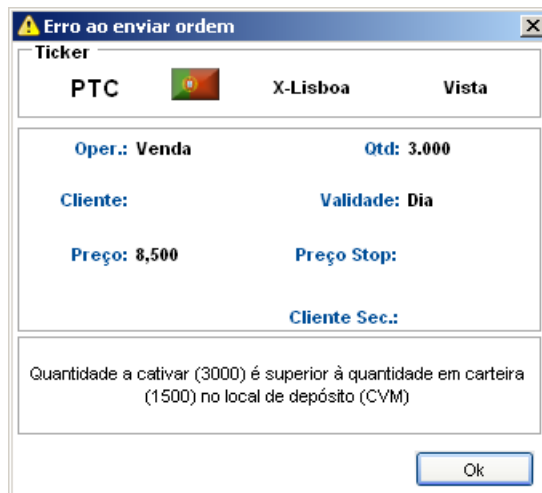 Erro ao enviar ordem
Ticker
PTC X-Lisboa Vista
Oper.: Venda Qtd: 3.000
Cliente: Validade: Dia
Preço: 8,500 Preço Stop:
Cliente Sec.:
Quantidade a cativar (3000) é superior à quantidade em carteira
(1500) no local de depósito (CVM)
Ok